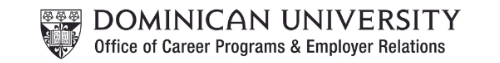 DOMINICAN UNIVERSITY
Office of Career Programs & Employer Relations